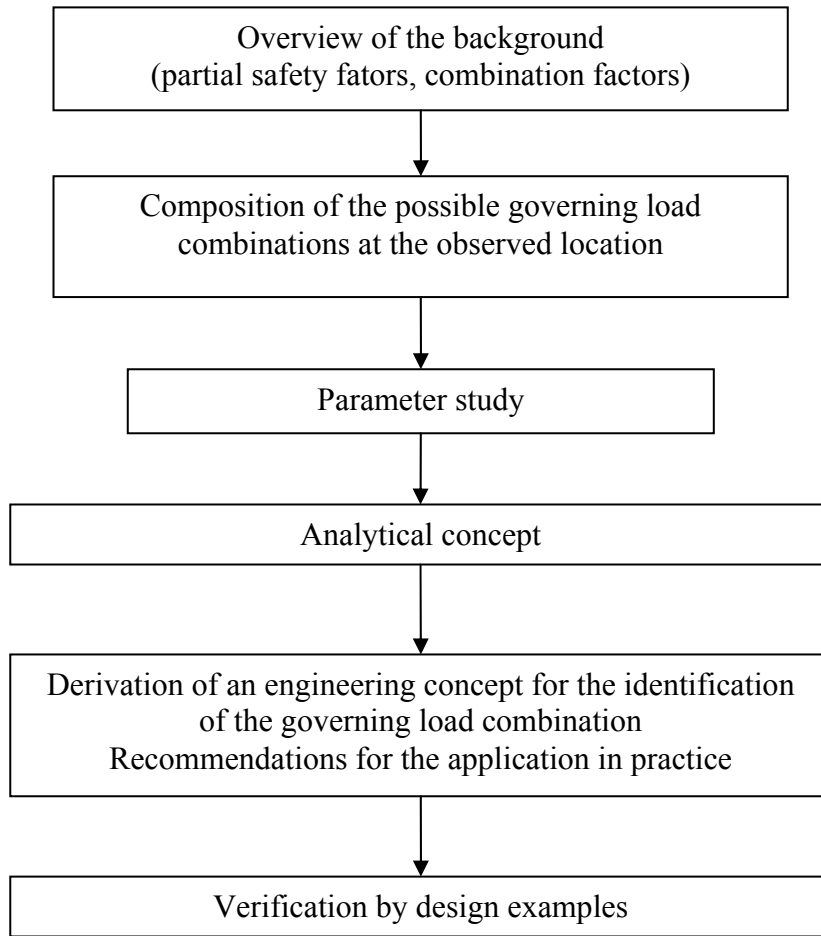 Overview of the background
(partial safety fators, combination factors)
Composition of the possible governing load
combinations at the observed location
Parameter study
Analytical concept
Derivation of an engineering concept for the identification
of the governing load combination
Recommendations for the application in practice
Verification by design examples